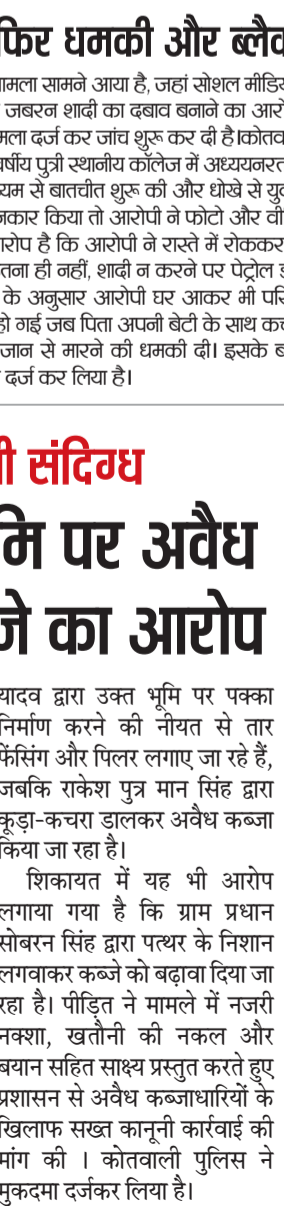 फिर धमकी और ब्लैक
मामला सामने आया है, जहां सोशल मीडिय
जबरन शादी का दबाव बनाने का आरो
मला दर्ज कर जांच शुरू कर दी है।कोतव
वर्षीय पुत्री स्थानीय कॉलेज में अध्ययनरत
यम से बातचीत शुरू की और धोखे से यु
नकार किया तो आरोपी ने फोटो और वी
रोप है कि आरोपी ने रास्ते में रोककर
तना ही नहीं, शादी न करने पर पेट्रोल
के अनुसार आरोपी घर आकर भी परि
हो गई जब पिता अपनी बेटी के साथ कच
जान से मारने की धमकी दी। इसके ब
दर्ज कर लिया है।
ी संदिग्ध
मि पर अवैध
जे का आरोप
यादव द्वारा उक्त भूमि पर पक्का
निर्माण करने की नीयत से तार
फेंसिंग और पिलर लगाए जा रहे हैं,
जबकि राकेश पुत्र मान सिंह द्वारा
कूड़ा-कचरा डालकर अवैध कब्जा
किया जा रहा है।
शिकायत में यह भी आरोप
लगाया गया है कि ग्राम प्रधान
सोबरन सिंह द्वारा पत्थर के निशान
लगवाकर कब्जे को बढ़ावा दिया जा
रहा है। पीड़ित ने मामले में नजरी
नक्शा, खतौनी की नकल और
बयान सहित साक्ष्य प्रस्तुत करते हुए
प्रशासन से अवैध कब्जाधारियों के
खिलाफ सख्त कानूनी कार्रवाई की
मांग की । कोतवाली पुलिस ने
मुकदमा दर्जकर लिया है।